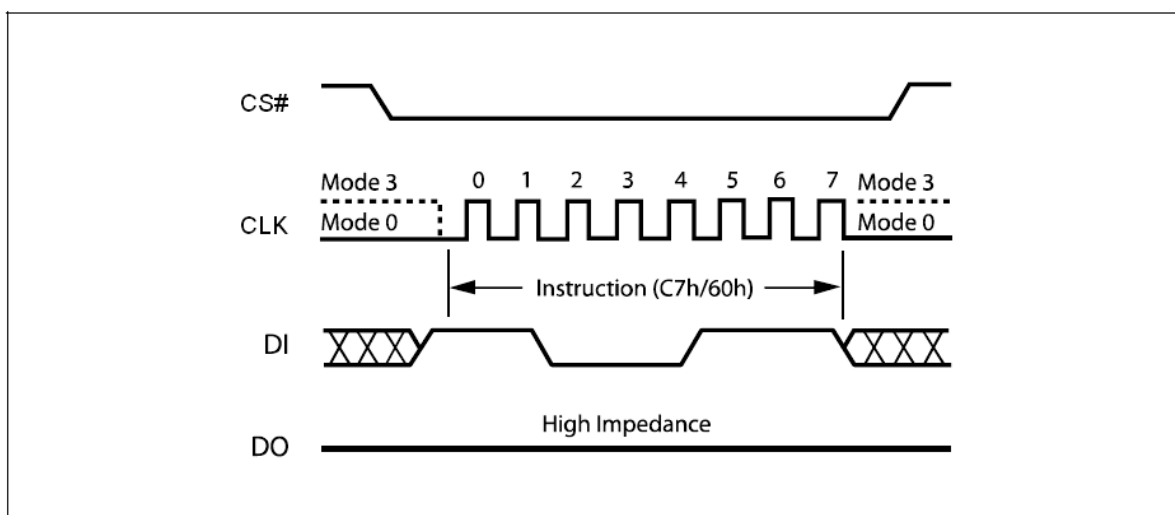 CS#
Mode 3 0 1 2 3 4 5 6 7 Mode 3
CLK Mode 0 Mode 0
Instruction (C7h/60h)
DI
High Impedance
DO